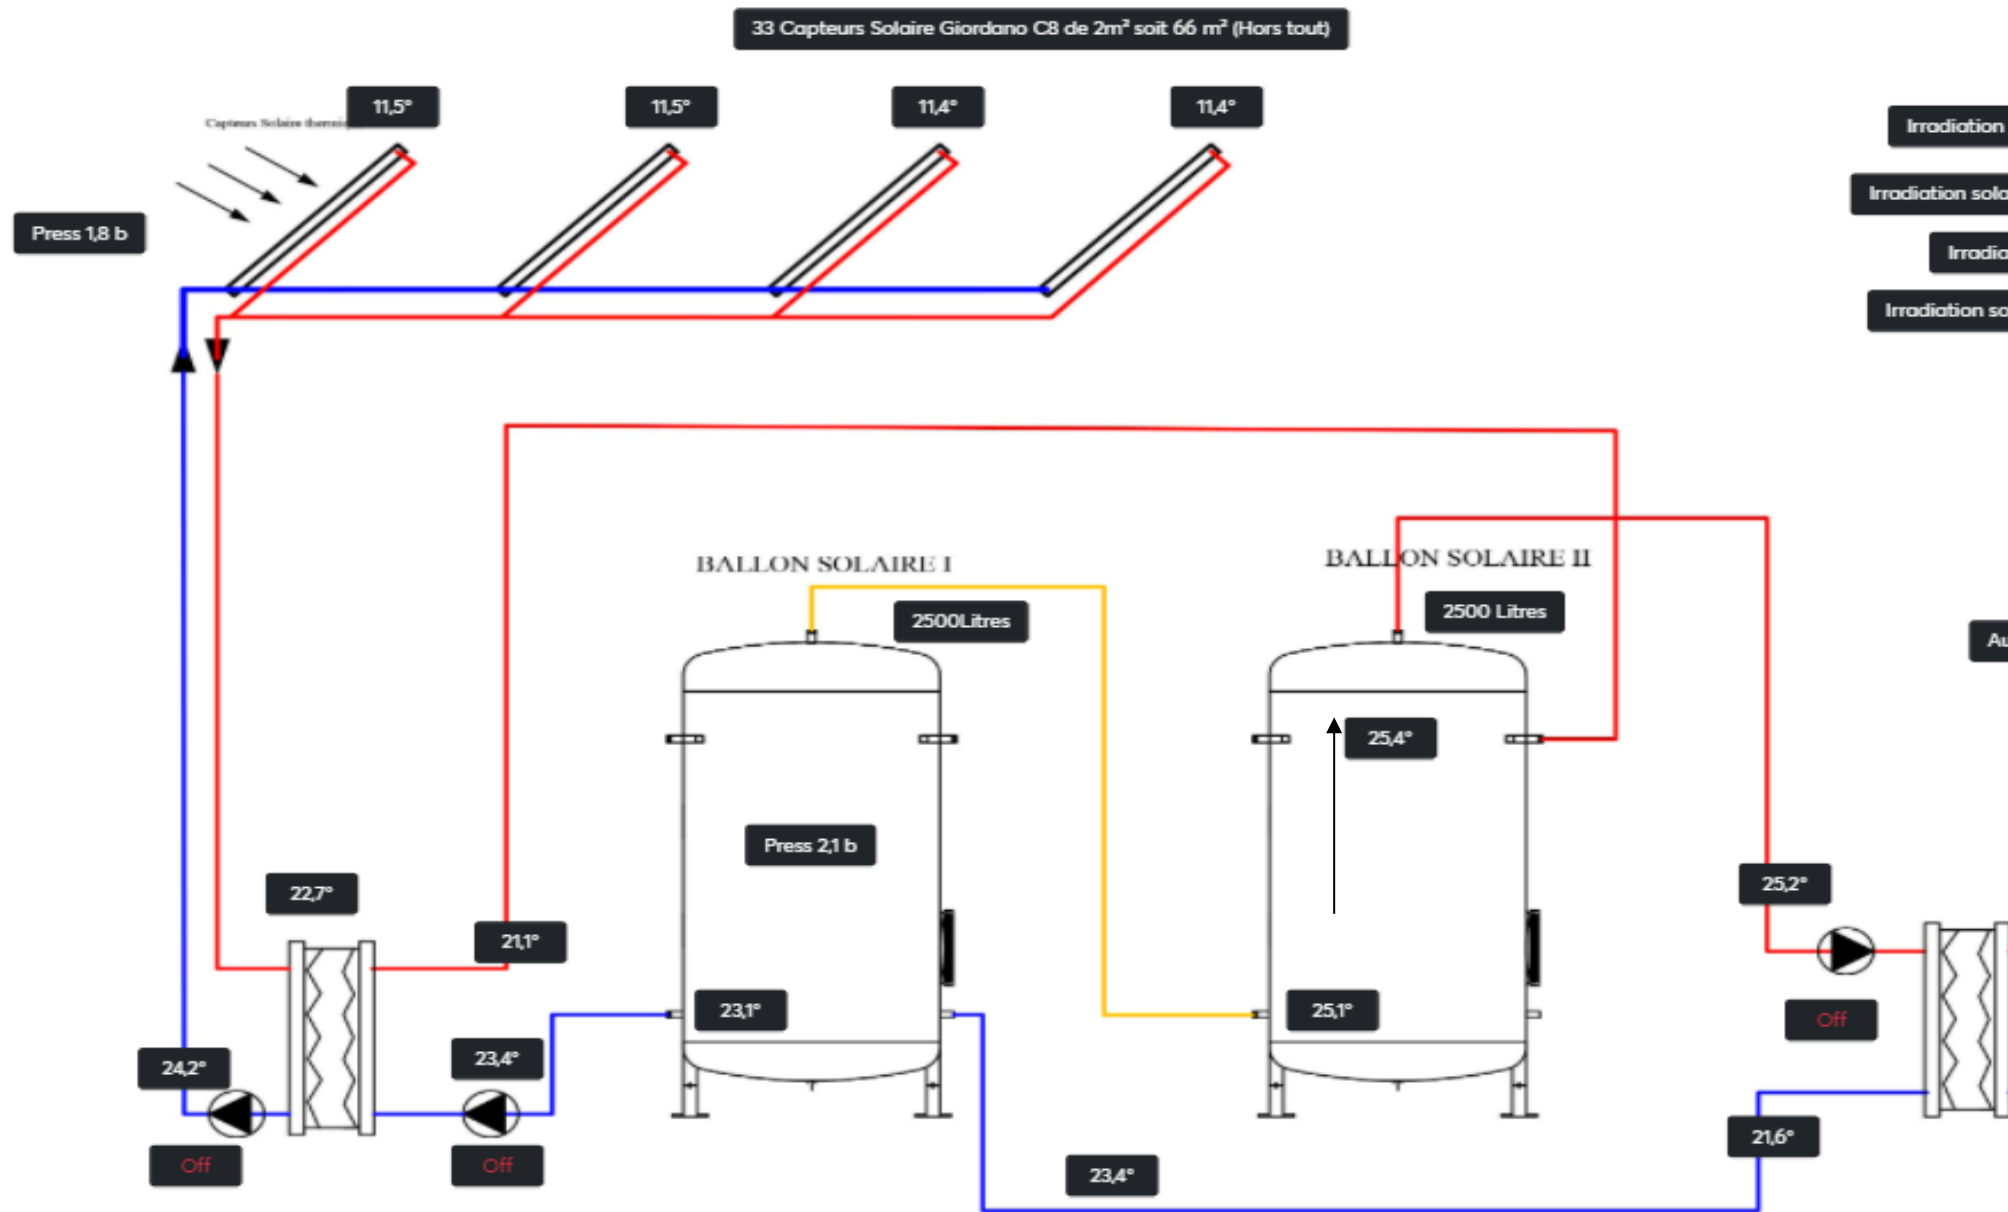 33 Capteurs Solaire Giordano C8 de 2m² soit 66 m² (Hors tout)
11,5°
11,5°
11,4°
11,4°
Capteurs Solaire
Irradiation
Irradiation
Press 1,8 b
Irradiation
BALLON SOLAIRE I
BALLON SOLAIRE II
2500Litres
2500 Litres
25,4°
Press 2,1 b
22,7°
25,2°
21,1°
23,1°
25,1°
Off
24,2°
23,4°
21,6°
Off
Off
23,4°